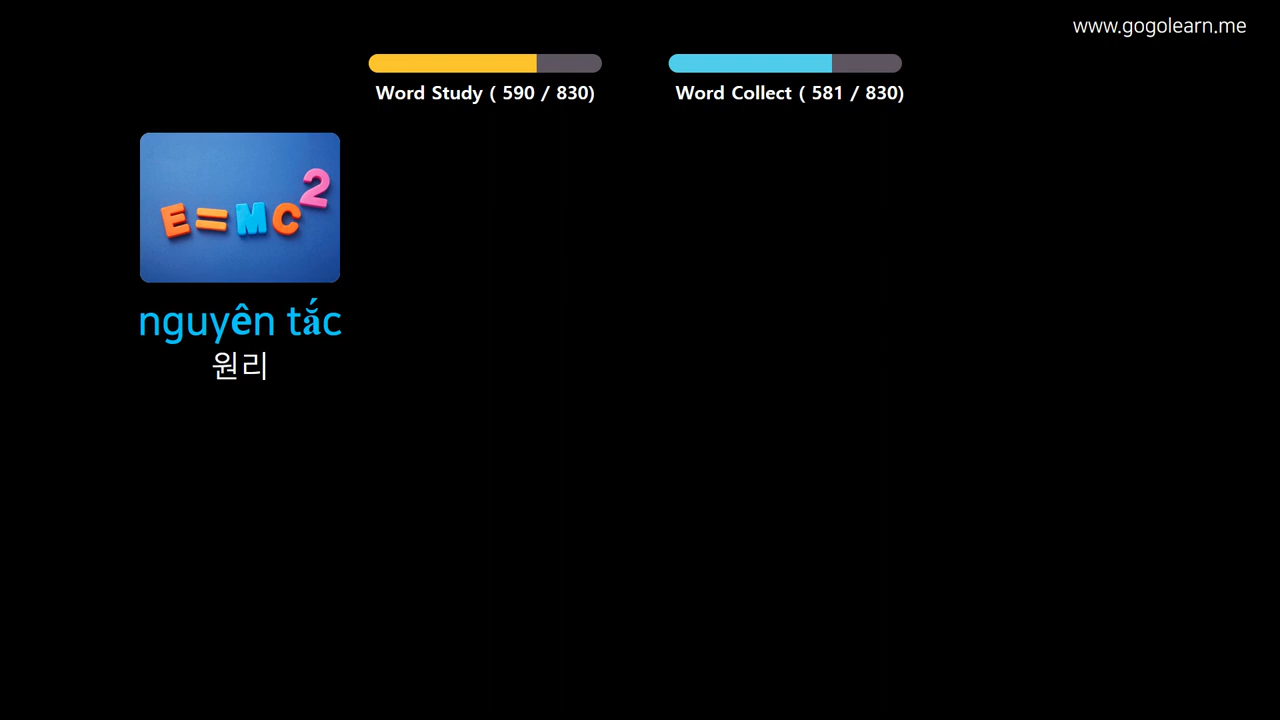 www.gogolearn.me
Word Study ( 590 / 830)
Word Collect ( 581 / 830)
E=MC2
nguyên tắc
원리